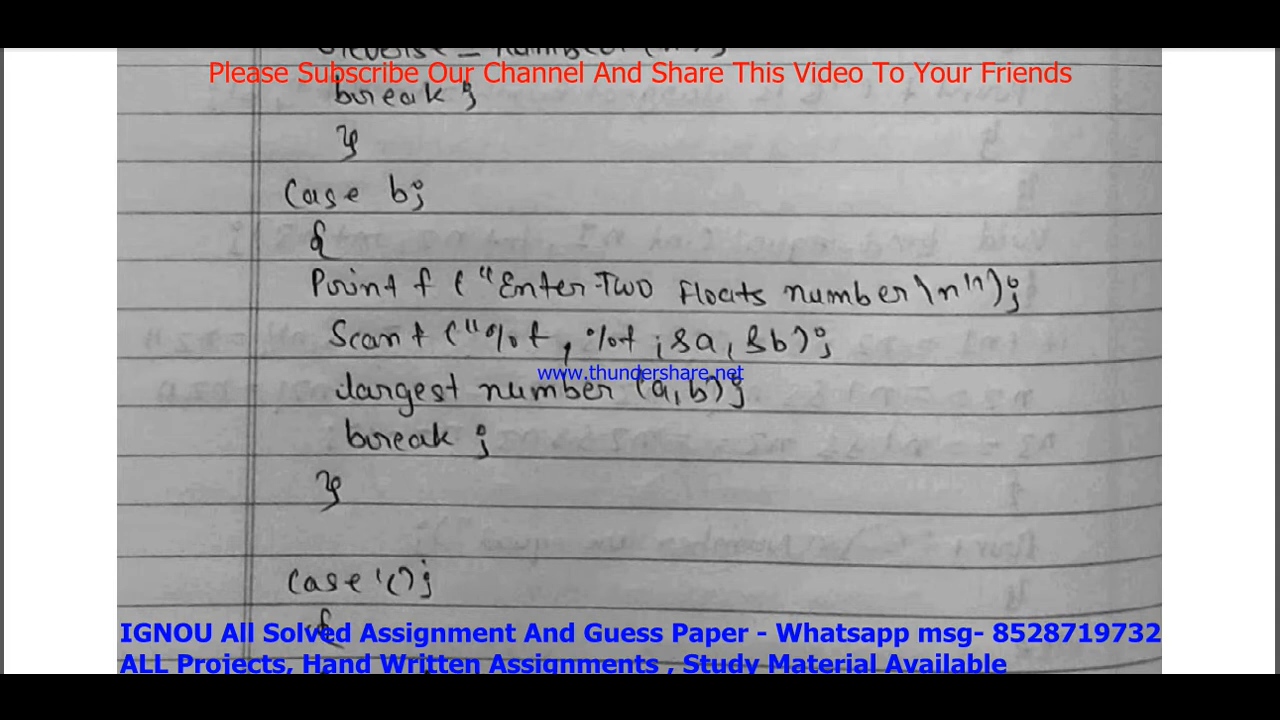 Please Subscribe Our Channel And Share This Video To Your Friends
break ;
}
Case b;
{
Print f ("Enter Two Floats number \n");
Scan f ("%f, %f ; &a, &b);
www.thundershare.net
largest number (a,b);
break ;
}
Case '(');
{
IGNOU All Solved Assignment And Guess Paper - Whatsapp msg- 8528719732
ALL Projects, Hand Written Assignments , Study Material Available